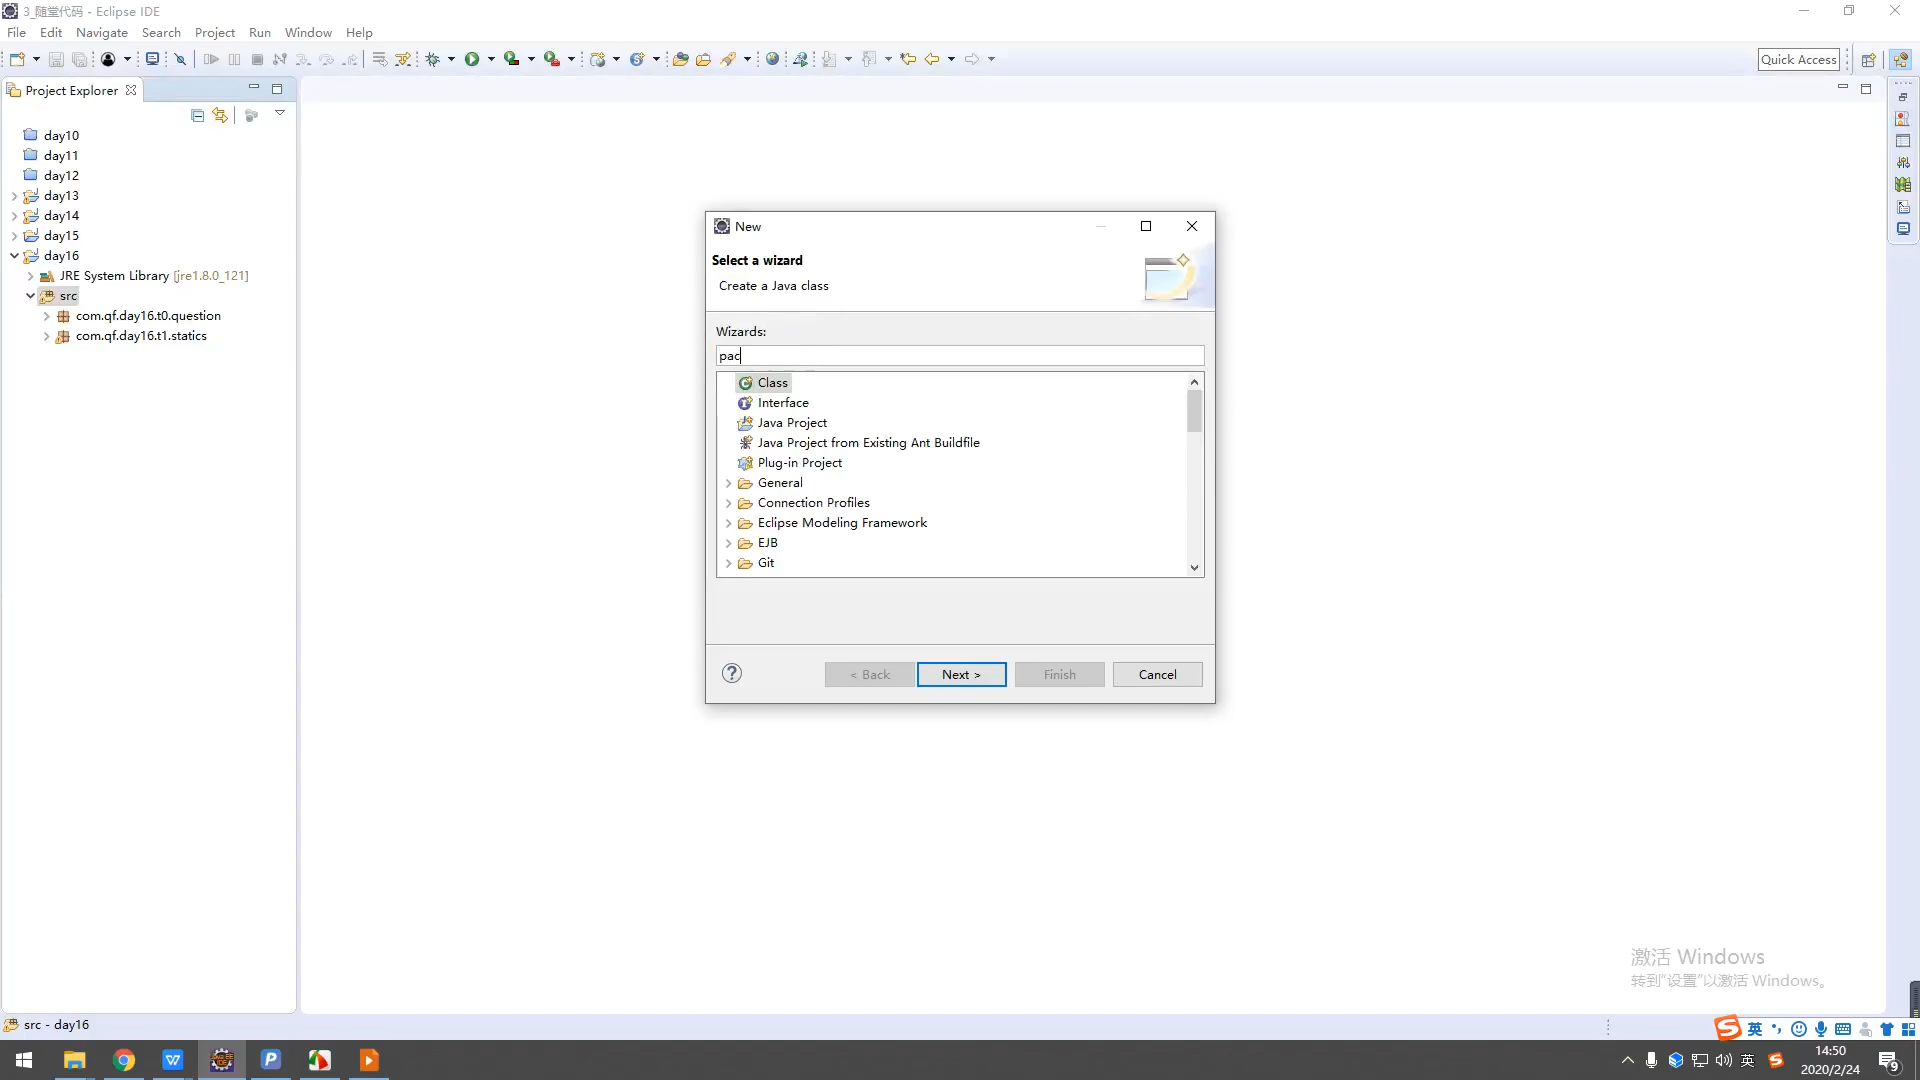 3_随堂代码 - Eclipse IDE
File Edit Navigate Search Project Run Window Help
Quick Access
Project Explorer
day10
day11
day12
day13
day14
day15
day16
JRE System Library [jre1.8.0_121]
src
com.qf.day16.t0.question
com.qf.day16.t1.statics
New
Select a wizard
Create a Java class
Wizards:
pac
Class
Interface
Java Project
Java Project from Existing Ant Buildfile
Plug-in Project
General
Connection Profiles
Eclipse Modeling Framework
EJB
Git
< Back
Next >
Finish
Cancel
激活 Windows
转到“设置”以激活 Windows。
src - day16
英
英
14:50
2020/2/24
9